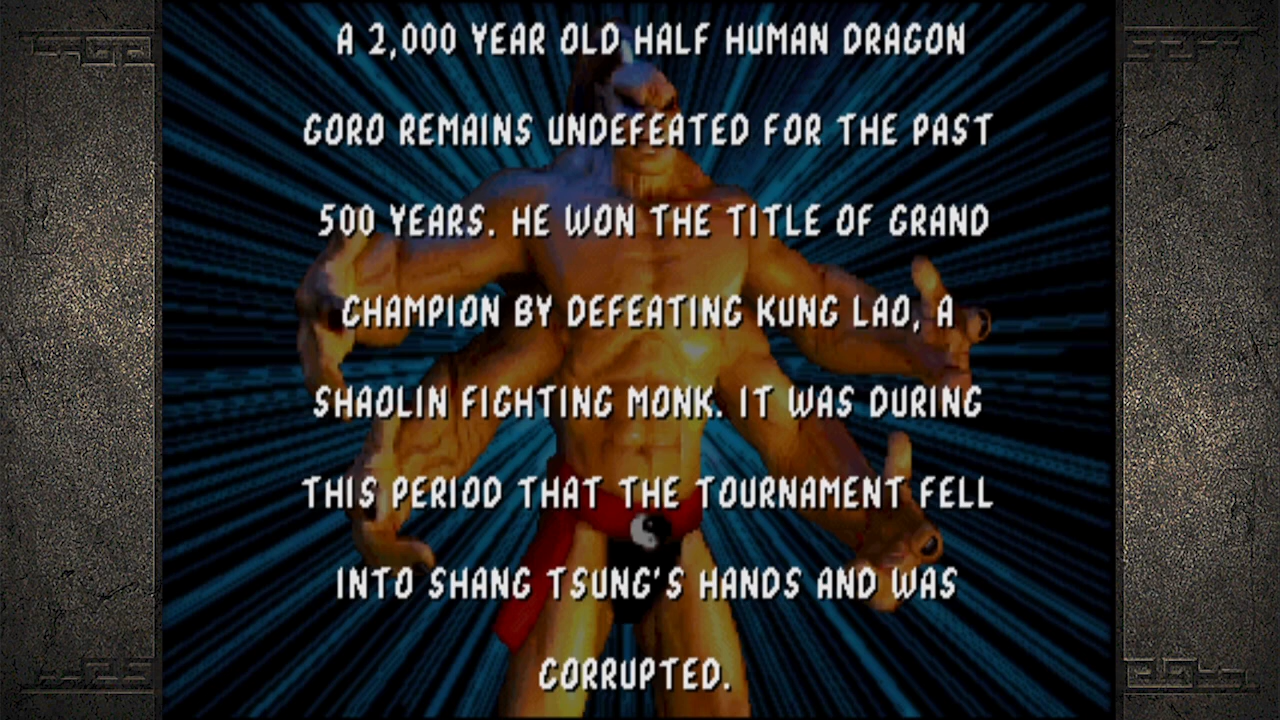 A 2,000 YEAR OLD HALF HUMAN DRAGON
GORO REMAINS UNDEFEATED FOR THE PAST
500 YEARS. HE WON THE TITLE OF GRAND
CHAMPION BY DEFEATING KUNG LAO, A
SHAOLIN FIGHTING MONK. IT WAS DURING
THIS PERIOD THAT THE TOURNAMENT FELL
INTO SHANG TSUNG'S HANDS AND WAS
CORRUPTED.